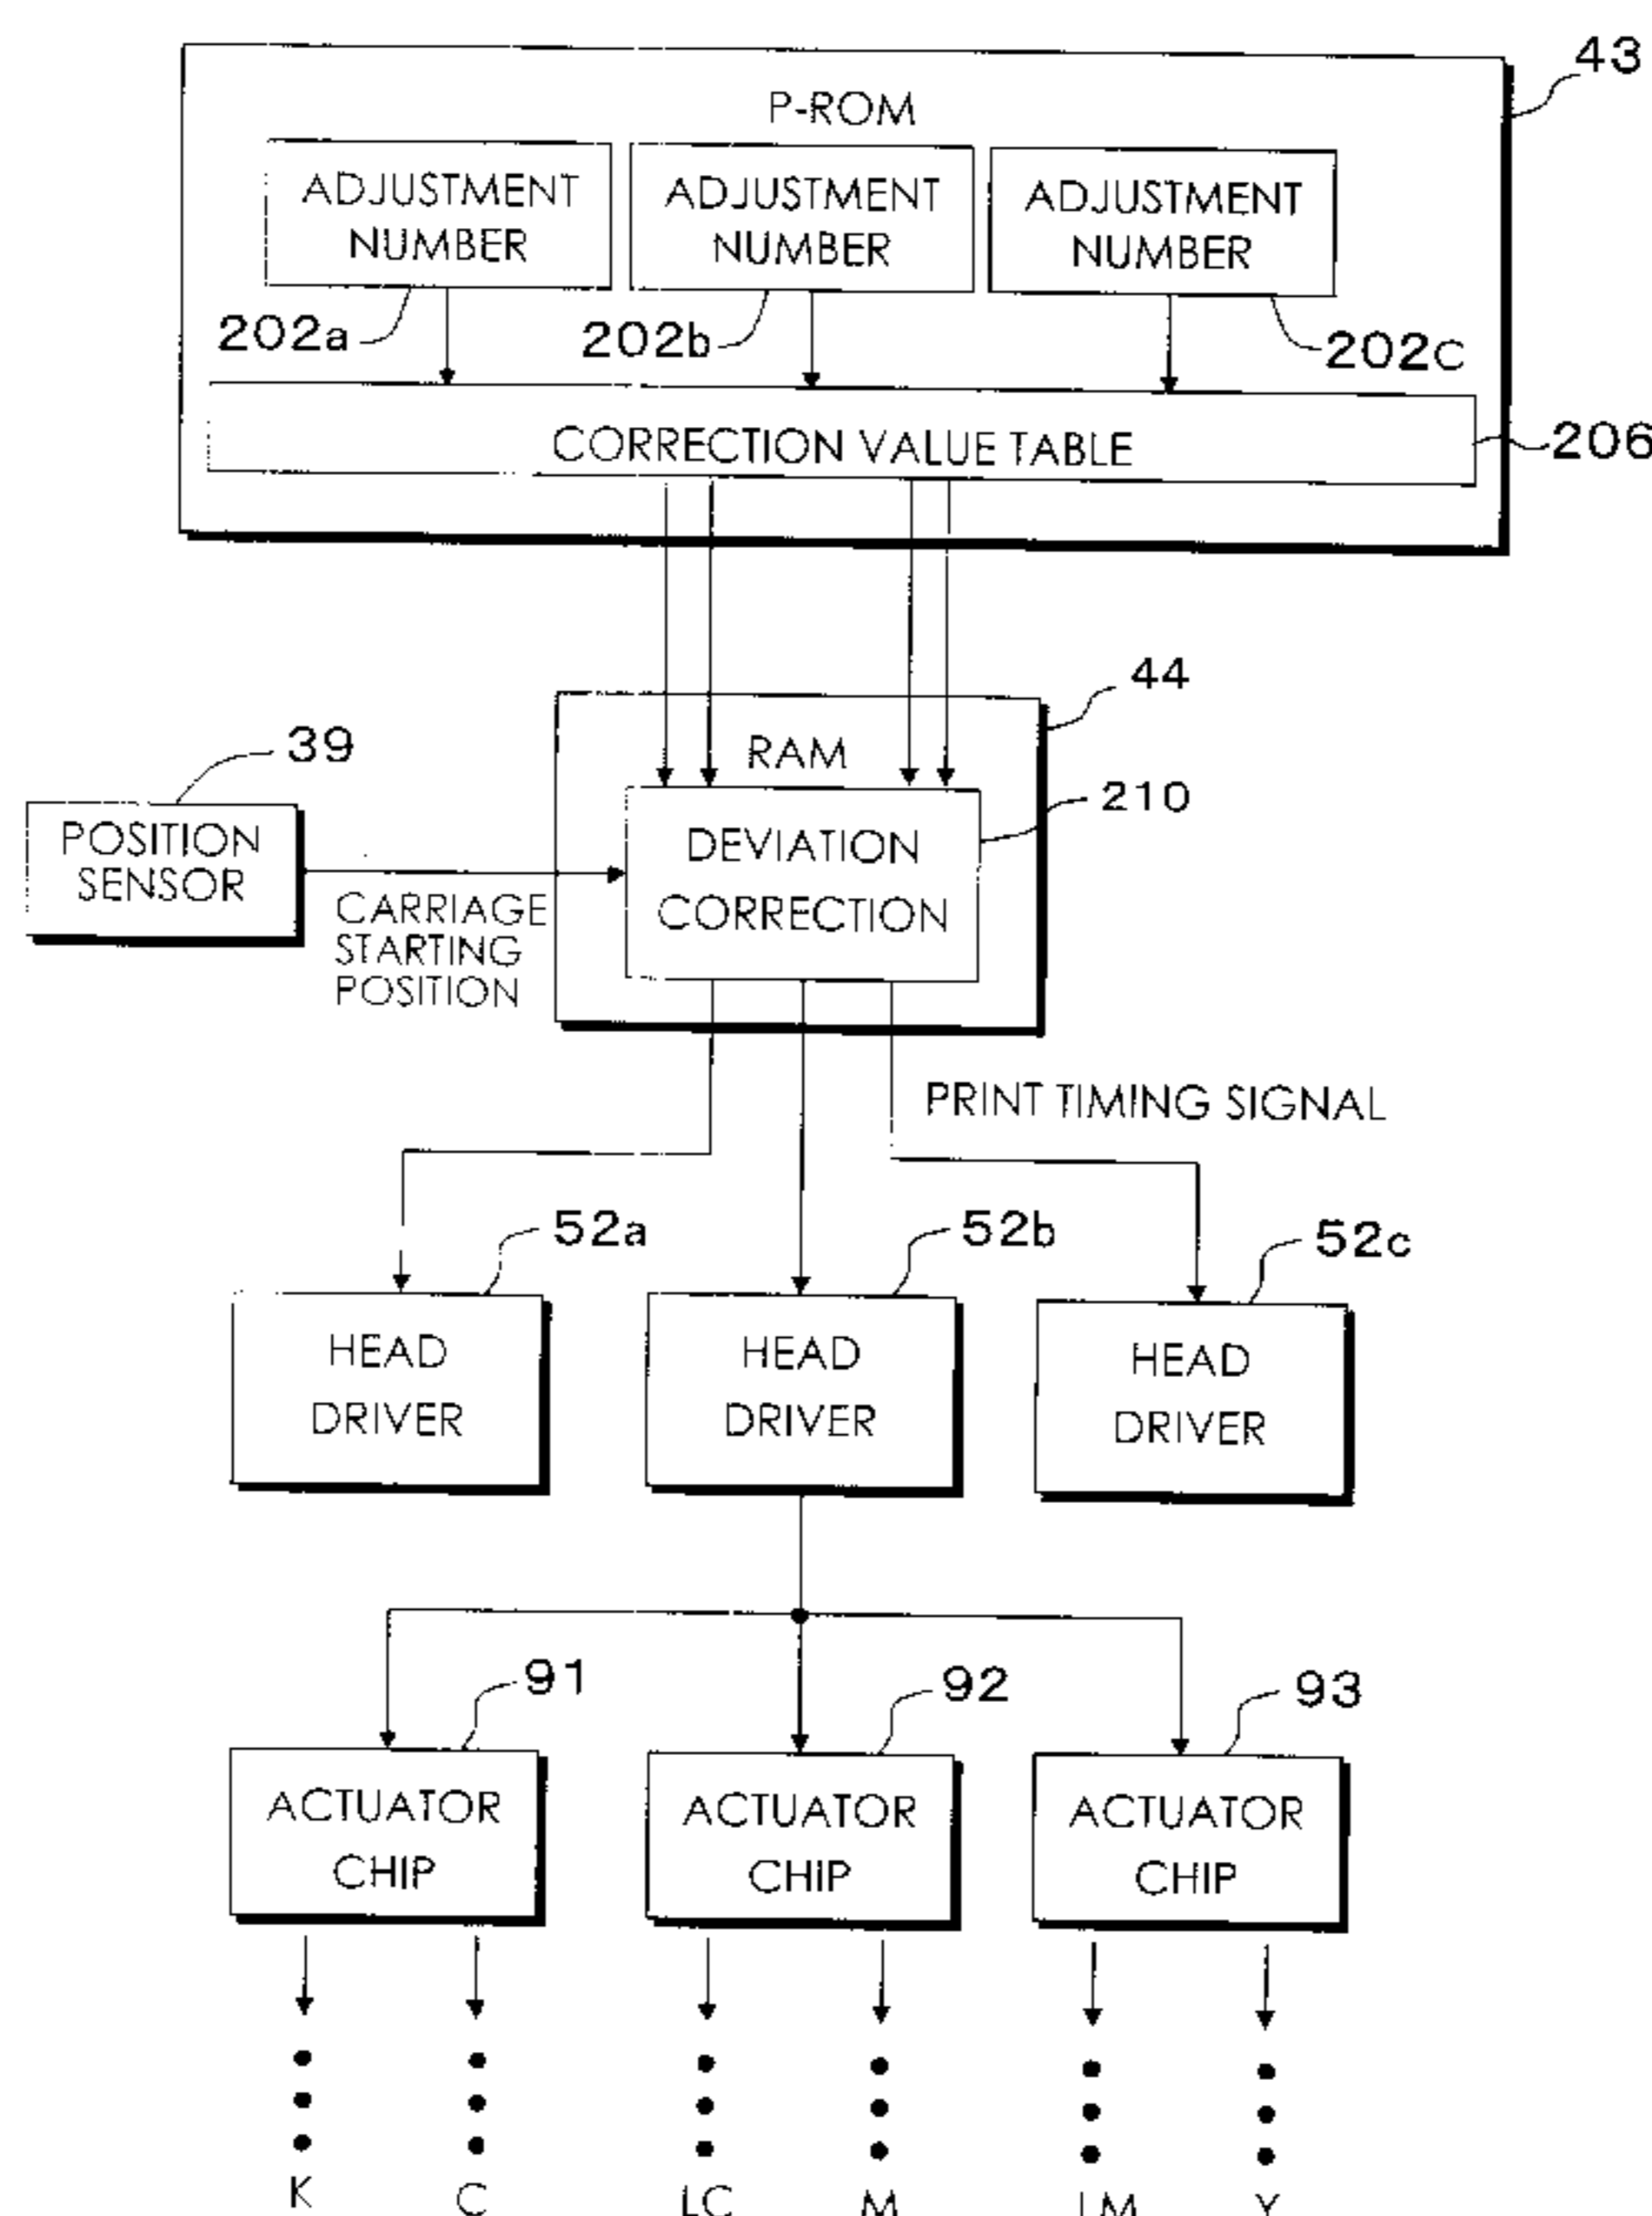 43
P-ROM
ADJUSTMENT
NUMBER
ADJUSTMENT
NUMBER
ADJUSTMENT
NUMBER
202a
202b
202c
CORRECTION VALUE TABLE
206
44
RAM
39
POSITION
SENSOR
210
DEVIATION
CORRECTION
CARRIAGE
STARTING
POSITION
PRINT TIMING SIGNAL
52a
52b
52c
HEAD
DRIVER
HEAD
DRIVER
HEAD
DRIVER
91
92
93
ACTUATOR
CHIP
ACTUATOR
CHIP
ACTUATOR
CHIP
K
C
LC
M
LM
Y